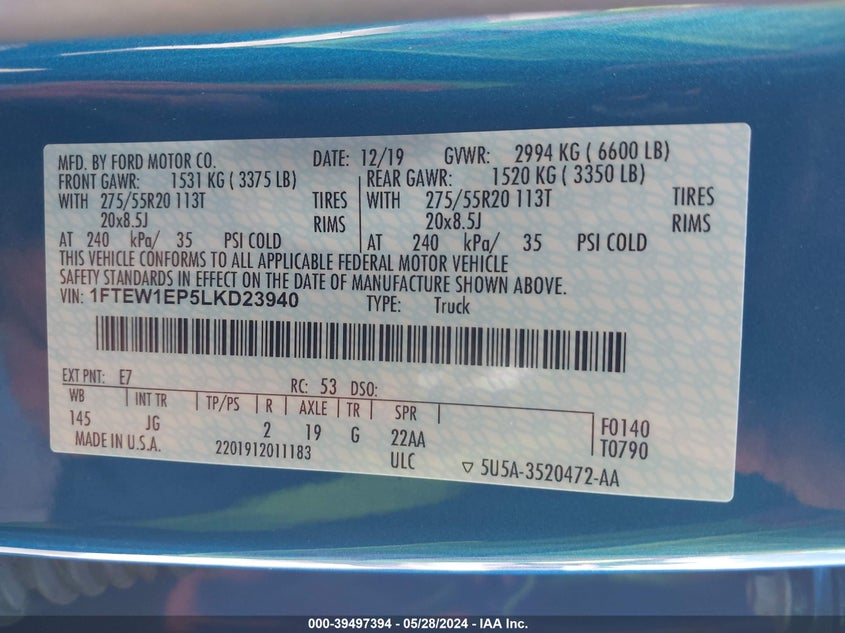 MFD. BY FORD MOTOR CO. DATE: 12/19 GVWR: 2994 KG ( 6600 LB)
FRONT GAWR: 1531 KG ( 3375 LB) REAR GAWR: 1520 KG ( 3350 LB)
WITH 275/55R20 113T TIRES WITH 275/55R20 113T TIRES
20x8.5J RIMS 20x8.5J RIMS
AT 240 kPa/ 35 PSI COLD AT 240 kPa/ 35 PSI COLD
THIS VEHICLE CONFORMS TO ALL APPLICABLE FEDERAL MOTOR VEHICLE
SAFETY STANDARDS IN EFFECT ON THE DATE OF MANUFACTURE SHOWN ABOVE.
VIN: 1FTEW1EP5LKD23940 TYPE: Truck
EXT PNT: E7 RC: 53 DSO:
WB INT TR TP/PS R AXLE TR SPR
145 JG 2 19 G 22AA F0140
MADE IN U.S.A. 2201912011183 ULC T0790
▽ 5U5A-3520472-AA
000-39497394 — 05/28/2024 — IAA Inc.